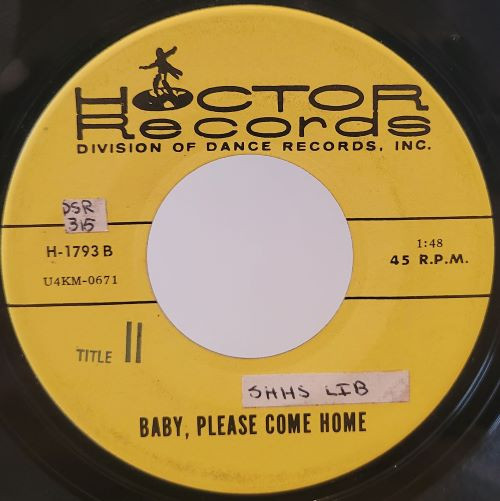 HOCTOR
Records
DIVISION OF DANCE RECORDS, INC.
DSR
315
H-1793 B
U4KM-0671
1:48
45 R.P.M.
TITLE II
SHHS LIB
BABY, PLEASE COME HOME